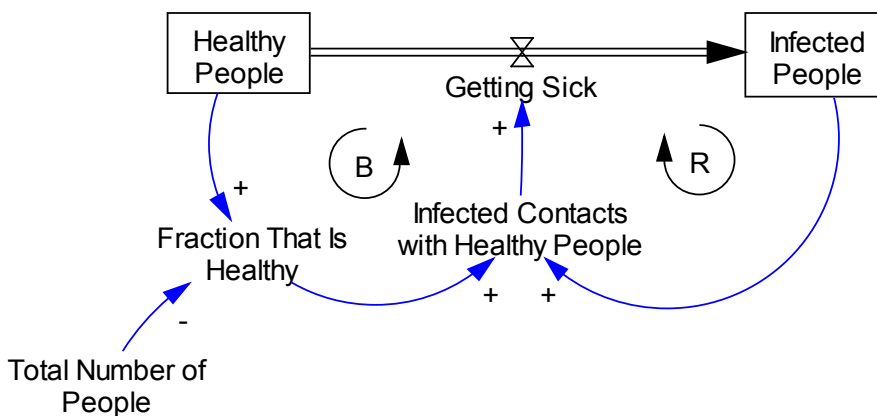 Healthy
People
Infected
People
Getting Sick
+
B
R
+
Infected Contacts
with Healthy People
Fraction That Is
Healthy
+
+
-
Total Number of
People